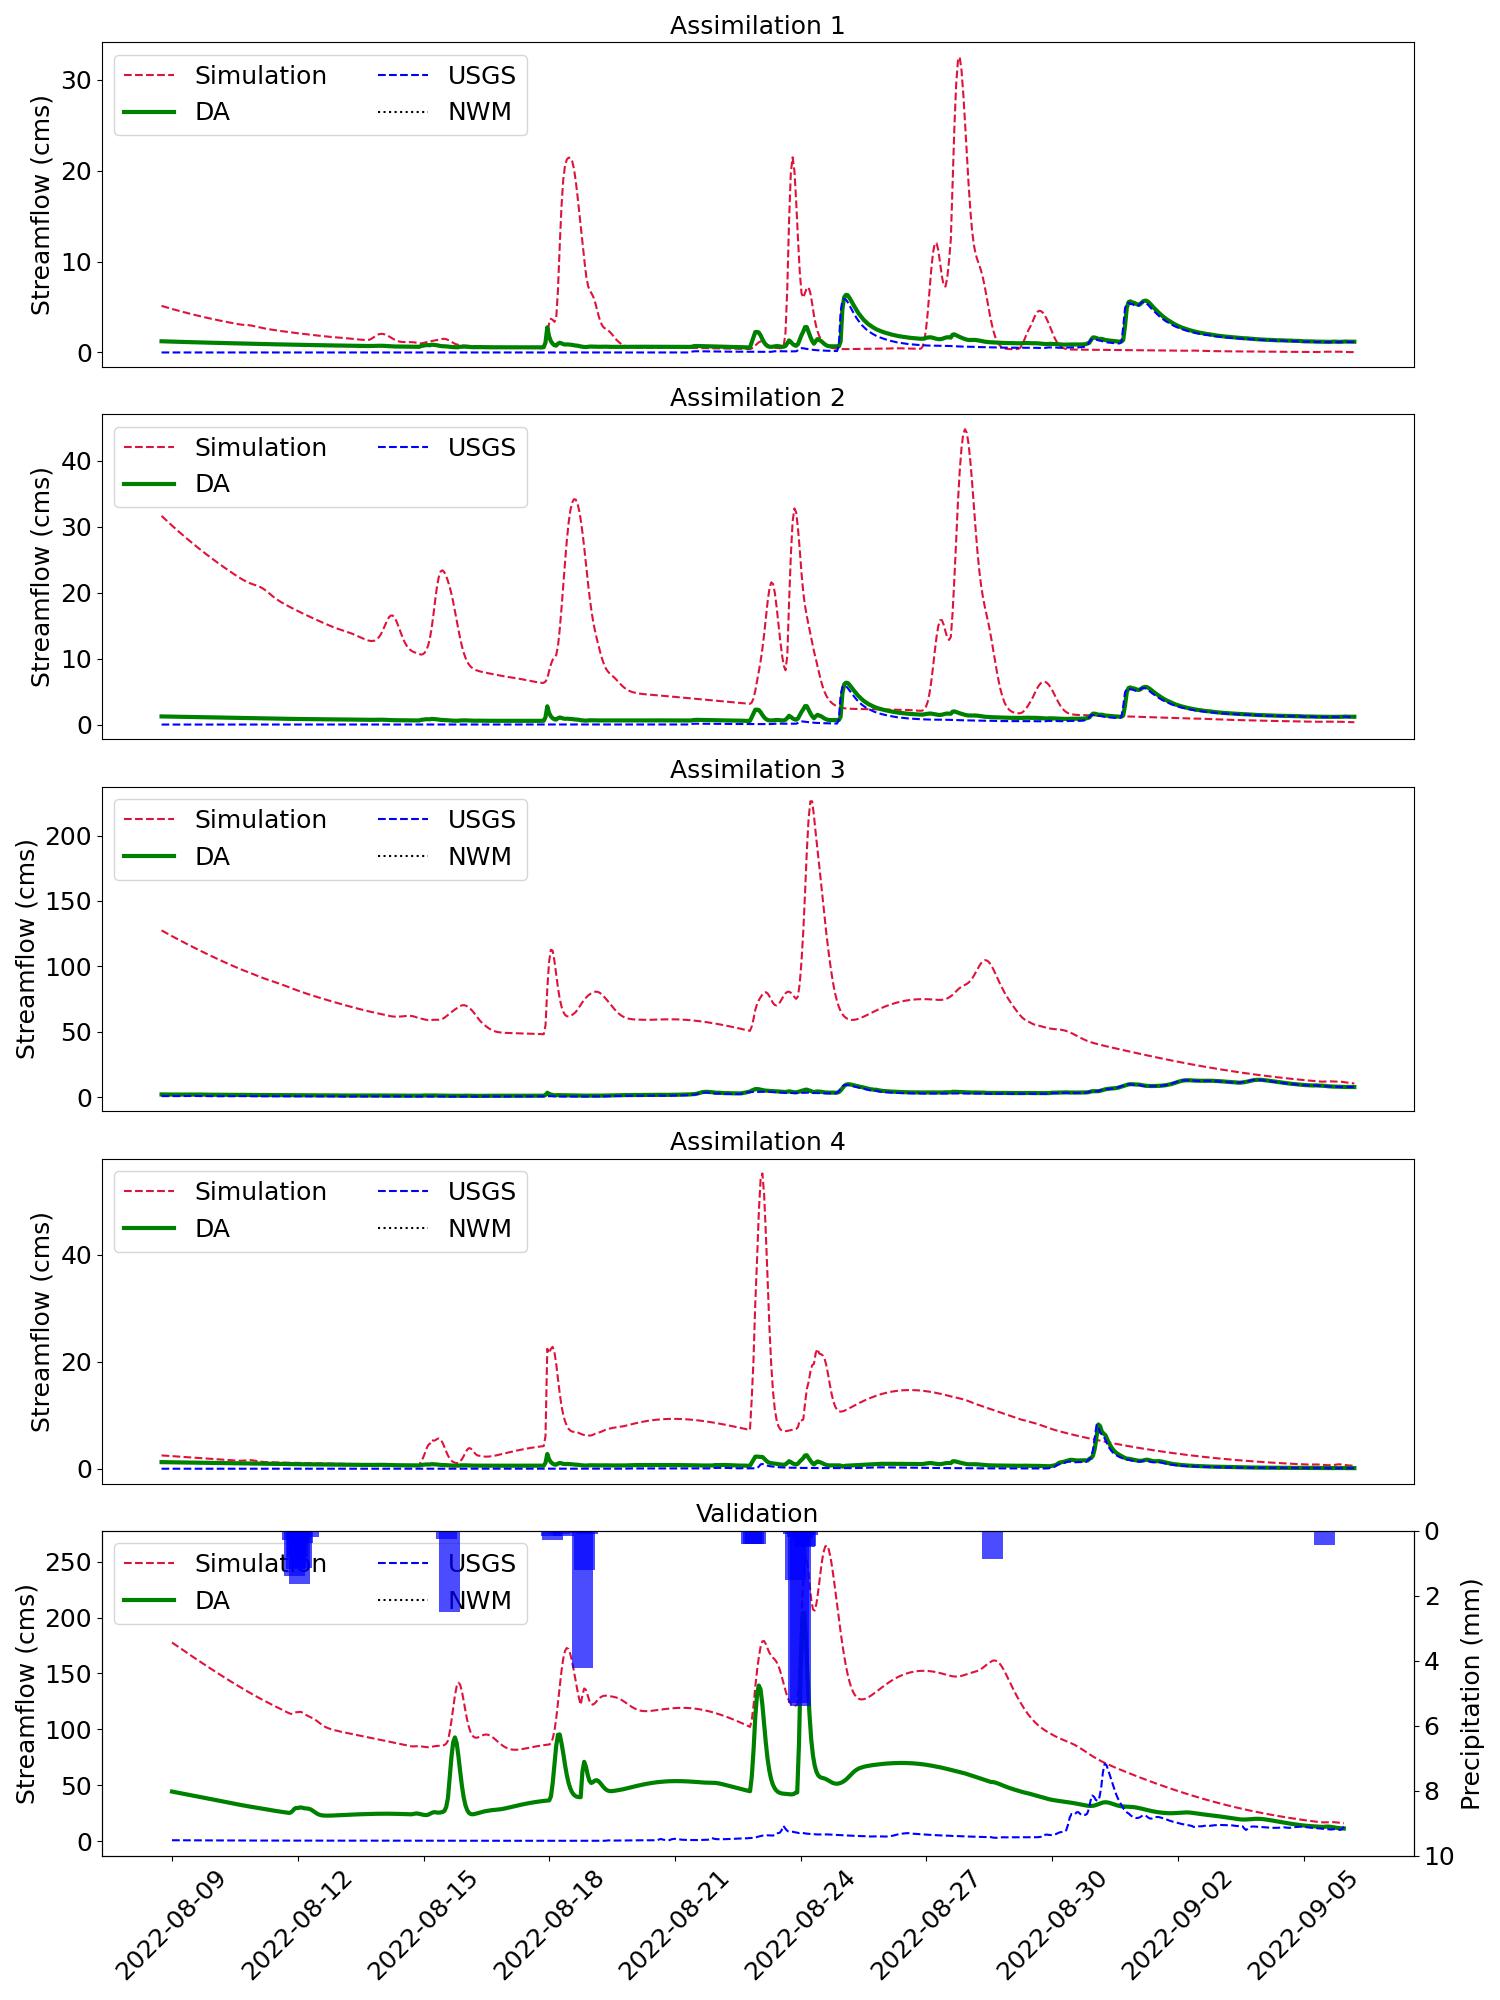 Assimilation 1
Streamflow (cms)
30
20
10
0
Simulation USGS
DA NWM
Assimilation 2
Streamflow (cms)
40
30
20
10
0
Simulation USGS
DA
Assimilation 3
Streamflow (cms)
200
150
100
50
0
Simulation USGS
DA NWM
Assimilation 4
Streamflow (cms)
40
20
0
Simulation USGS
DA NWM
Validation
Streamflow (cms)
250
200
150
100
50
0
Simulation USGS
DA NWM
0
2
4
6
8
10
Precipitation (mm)
2022-08-09
2022-08-12
2022-08-15
2022-08-18
2022-08-21
2022-08-24
2022-08-27
2022-08-30
2022-09-02
2022-09-05